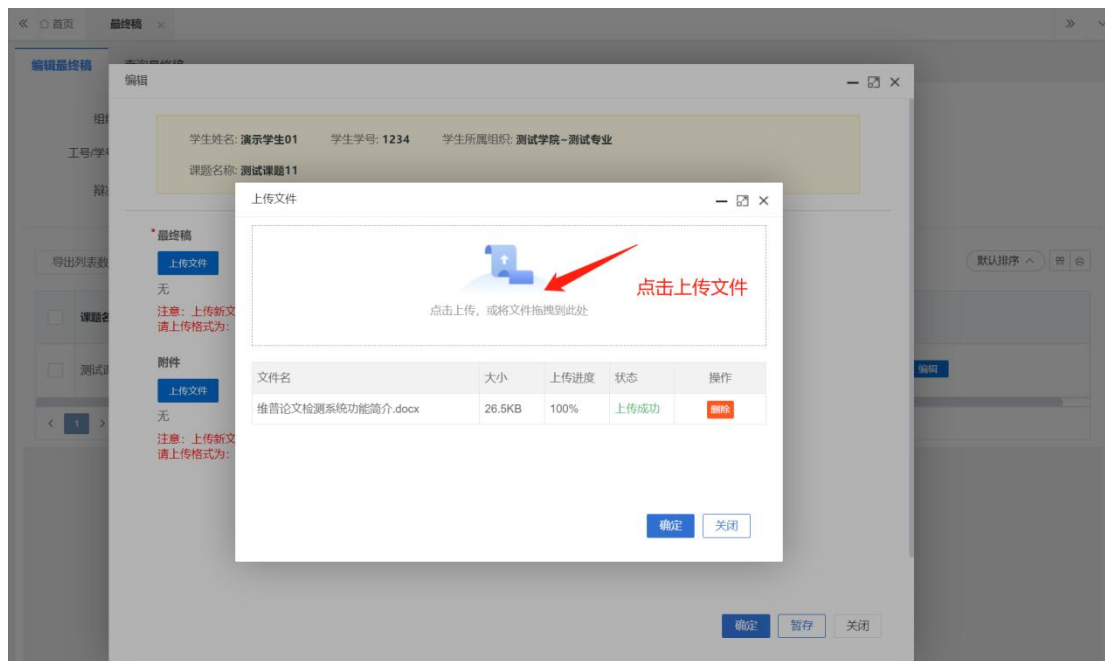 首页 最终稿
编辑最终稿
编辑
学生姓名: 演示学生01 学生学号: 1234 学生所属组织: 测试学院~测试专业
工号/学号
课题名称: 测试课题11
上传文件
*最终稿
导出列表数
上传文件
点击上传文件
默认排序
无
点击上传，或将文件拖拽到此处
注意：上传新文
请上传格式为：
课题名
附件
文件名 大小 上传进度 状态 操作
上传文件
编辑
维普论文检测系统功能简介.docx 26.5KB 100% 上传成功 删除
无
1
注意：上传新文
请上传格式为：
确定 关闭
确定 暂存 关闭